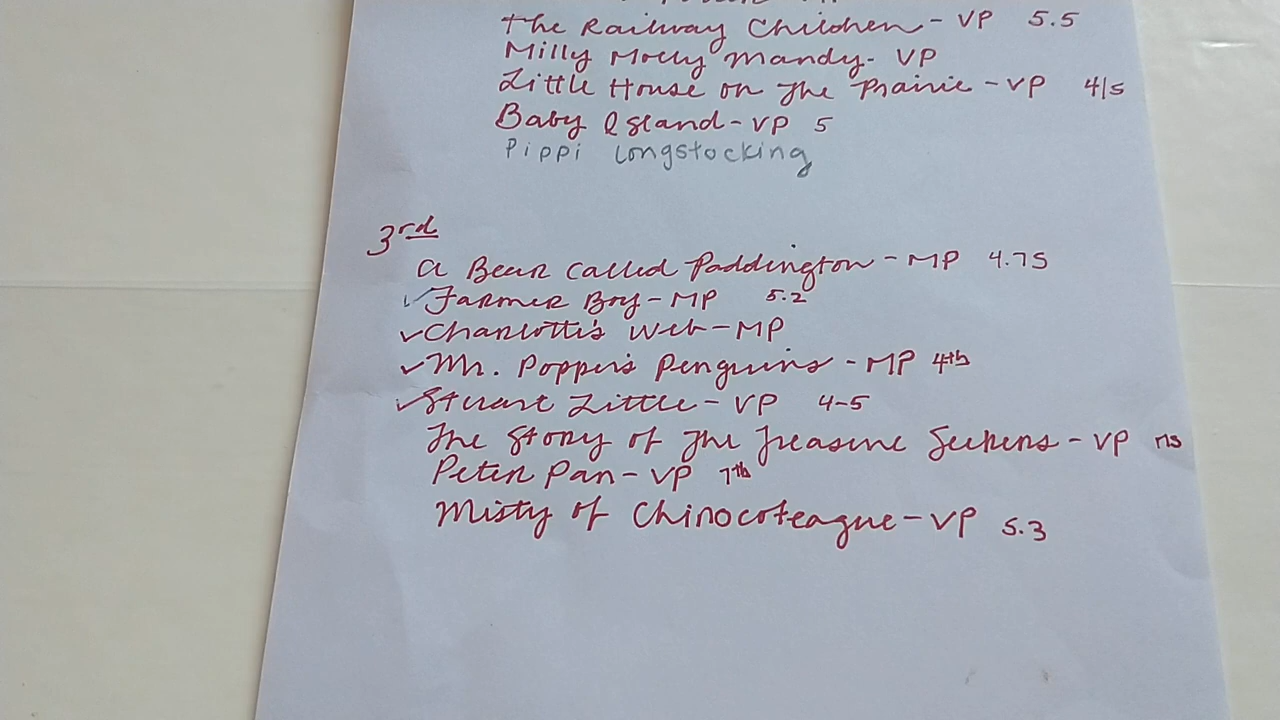 The Railway Children - VP 5.5
Milly Molly Mandy - VP
Little House on the Prairie - VP 4/5
Baby Island - VP 5
Pippi Longstocking
3rd
A Bear Called Paddington - MP 4.75
✓ Farmer Boy - MP 5.2
✓ Charlotte's Web - MP
✓ Mr. Popper's Penguins - MP 4th
✓ Stuart Little - VP 4-5
The Story of the Treasure Seekers - VP ns
Peter Pan - VP 7th
Misty of Chinocoteague - VP 5.3